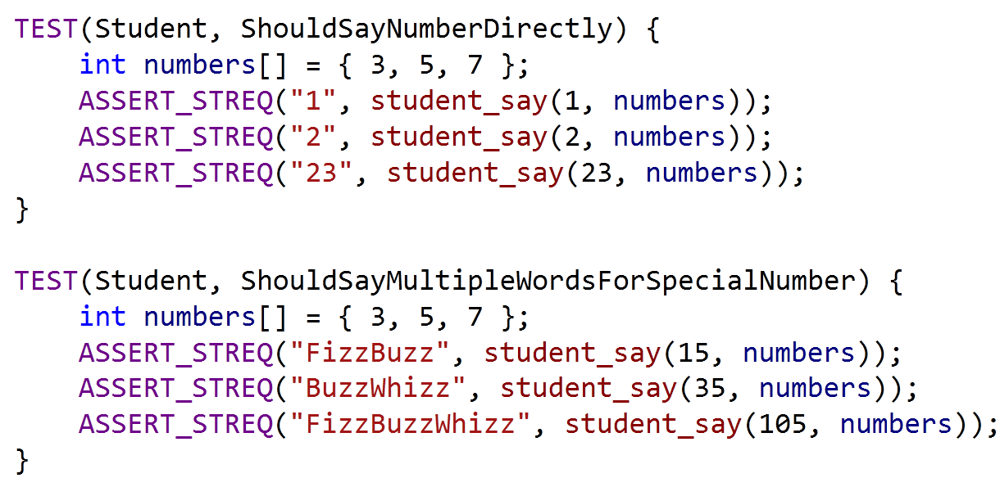 TEST(Student, ShouldSayNumberDirectly) {
    int numbers[] = { 3, 5, 7 };
    ASSERT_STREQ("1", student_say(1, numbers));
    ASSERT_STREQ("2", student_say(2, numbers));
    ASSERT_STREQ("23", student_say(23, numbers));
}

TEST(Student, ShouldSayMultipleWordsForSpecialNumber) {
    int numbers[] = { 3, 5, 7 };
    ASSERT_STREQ("FizzBuzz", student_say(15, numbers));
    ASSERT_STREQ("BuzzWhizz", student_say(35, numbers));
    ASSERT_STREQ("FizzBuzzWhizz", student_say(105, numbers));
}